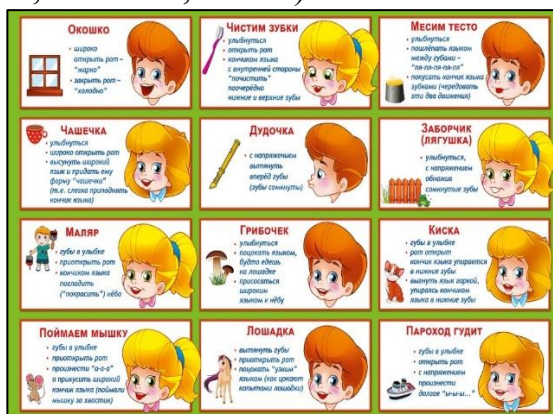 Окошко
• широко
открыть рот –
"жарко"
• закрыть рот –
"холодно"
Чистим зубки
• улыбнуться
• открыть рот
• кончиком языка
с внутренней стороны
"почистить"
поочерёдно
нижние и верхние зубы
Месим тесто
• улыбнуться
• пошлёпать языком
между губами –
"пя-пя-пя-пя-пя"
• покусать кончик языка
зубками (чередовать
эти два движения)
Чашечка
• улыбнуться
• широко открыть рот
• высунуть широкий
язык и придать ему
форму "чашечки"
(т.е. слегка приподнять
кончик языка)
Дудочка
• с напряжением
вытянуть
вперёд губы
(зубы сомкнуты)
Заборчик
(лягушка)
• улыбнуться,
с напряжением
обнажив
сомкнутые зубы
Маляр
• губы в улыбке
• приоткрыть рот
• кончиком языка
погладить
("покрасить") нёбо
Грибочек
• улыбнуться
• поцокать языком,
будто едешь
на лошадке
• присосаться
широким
языком к нёбу
Киска
• губы в улыбке
• рот открыт
• кончик языка упирается
в нижние зубы
• выгнуть язык горкой,
упираясь кончиком
языка в нижние зубы
Поймаем мышку
• губы в улыбке
• приоткрыть рот
• произнести "а-а-а"
и прикусить широкий
кончик языка (поймали
мышку за хвостик)
Лошадка
• вытянуть губы
• приоткрыть рот
• поцокать "узким"
языком (как цокают
копытами лошадки)
Пароход гудит
• губы в улыбке
• открыть рот
• с напряжением
произнести
долгое "ы-ы-ы..."